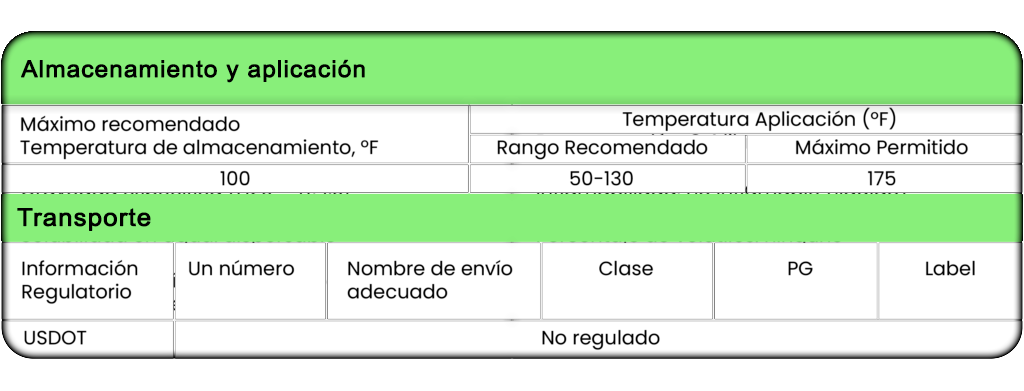 Almacenamiento y aplicación
Máximo recomendado
Temperatura de almacenamiento, ºF
Temperatura Aplicación (ºF)
Rango Recomendado
Máximo Permitido
100
50-130
175
Transporte
Información
Regulatorio
Un número
Nombre de envío
adecuado
Clase
PG
Label
USDOT
No regulado